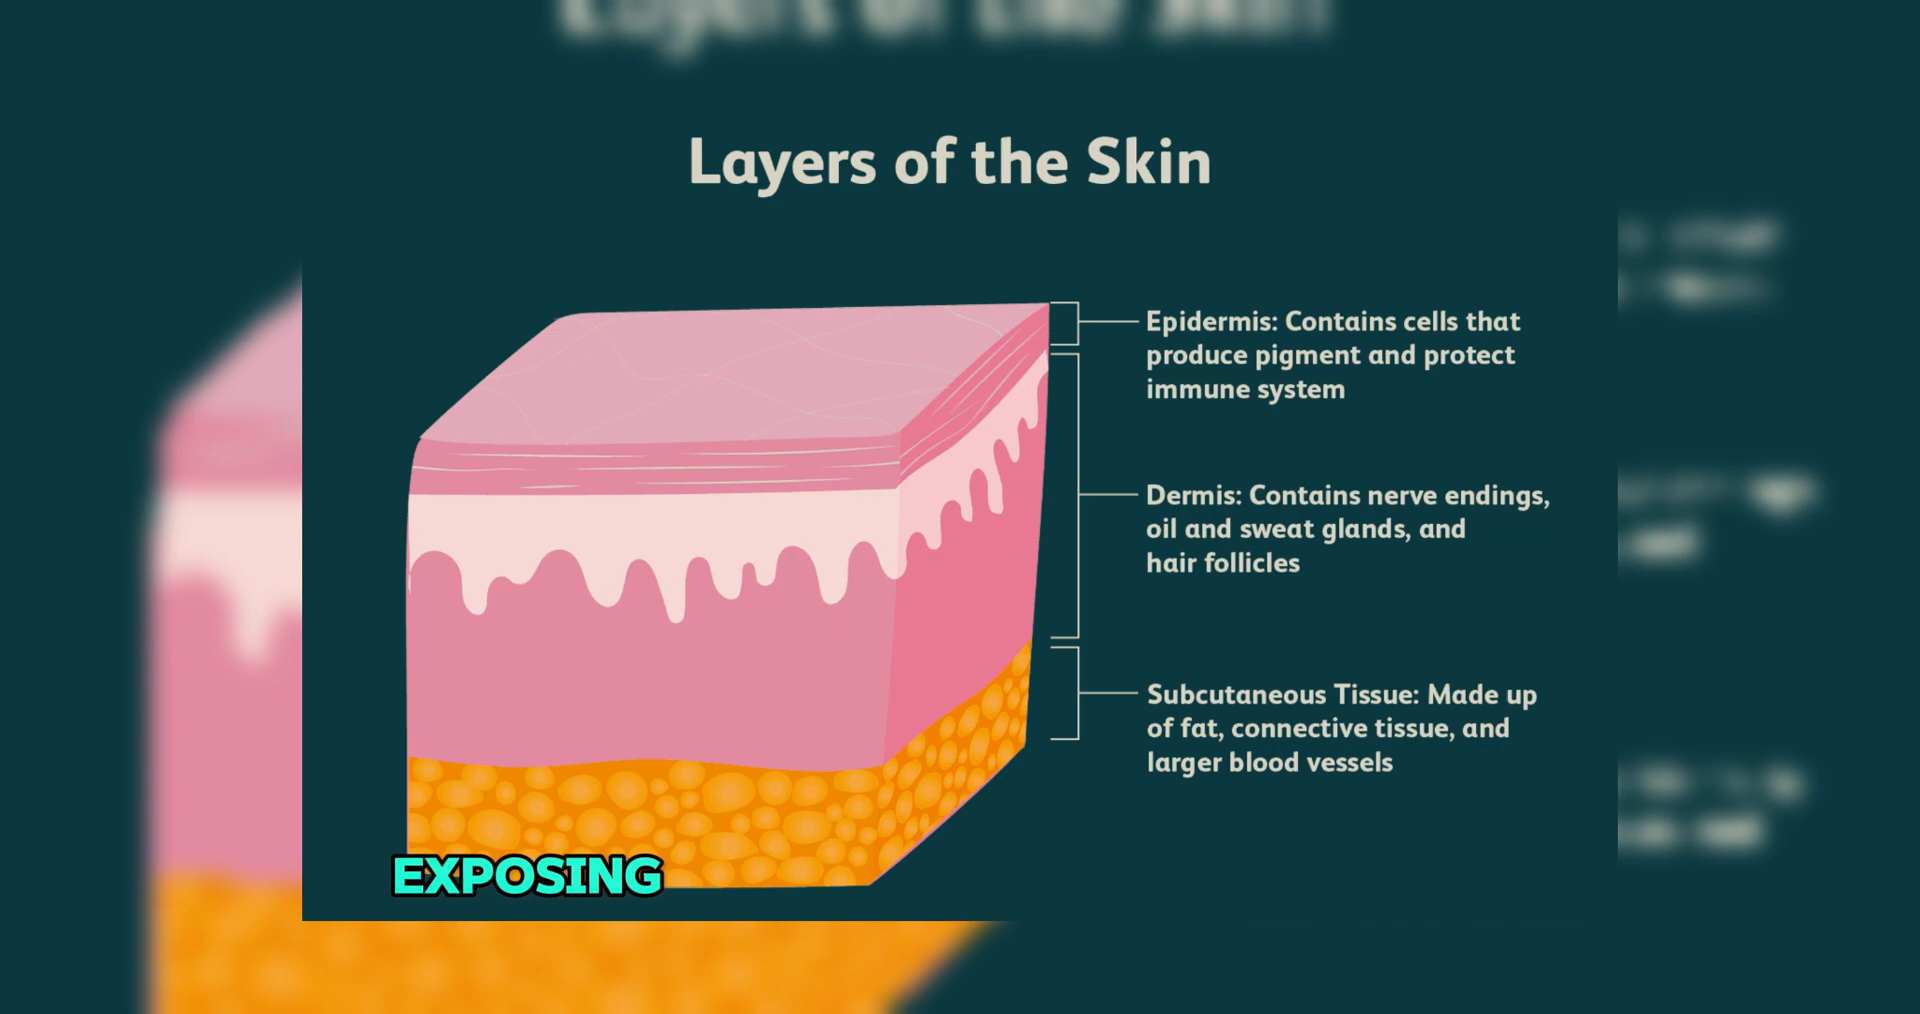 Layers of the Skin
Epidermis: Contains cells that
produce pigment and protect
immune system
Dermis: Contains nerve endings,
oil and sweat glands, and
hair follicles
Subcutaneous Tissue: Made up
of fat, connective tissue, and
larger blood vessels
EXPOSING